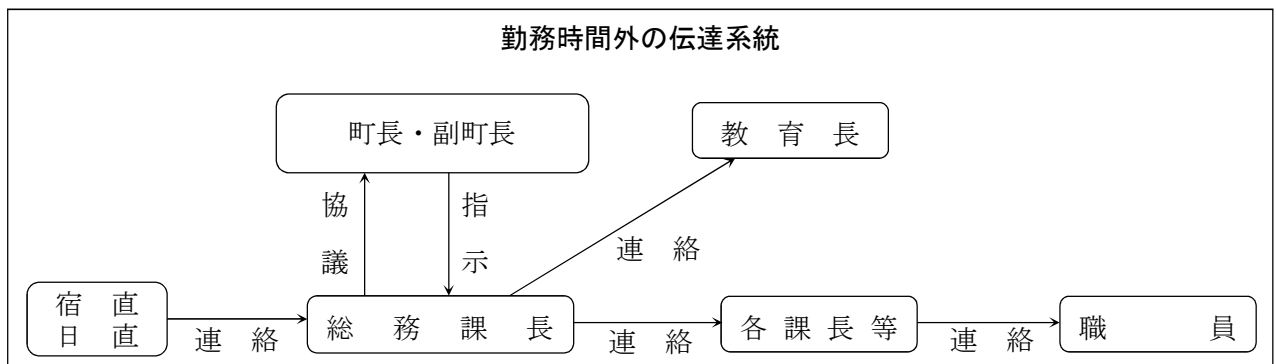 勤務時間外の伝達系統
町長・副町長
教育長
協議
指示
連絡
宿直
日直
連絡
総務課長
連絡
各課長等
連絡
職員